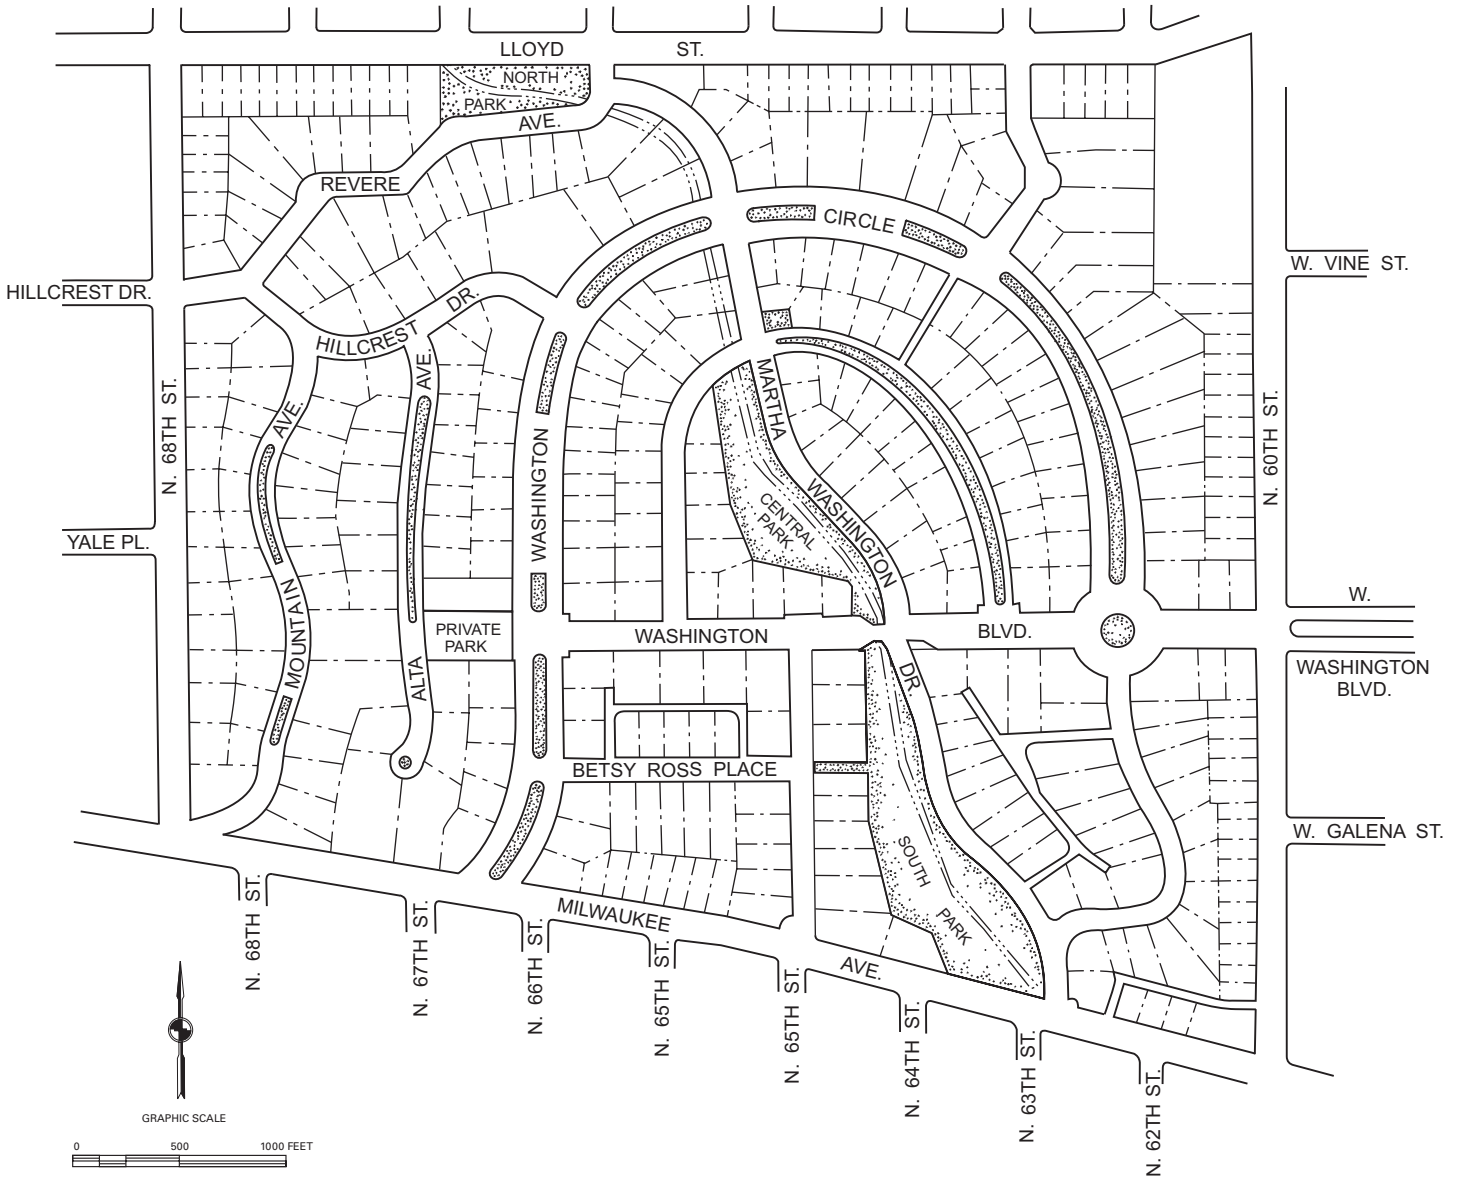 LLOYD ST.
NORTH
PARK
AVE.
REVERE
CIRCLE
HILLCREST DR.
W. VINE ST.
HILLCREST DR.
N. 68TH ST.
AVE.
AVE.
MARTHA
WASHINGTON
DR.
N. 60TH ST.
WASHINGTON
CENTRAL
PARK
YALE PL.
MOUNTAIN
W.
WASHINGTON
BLVD.
PRIVATE
PARK
WASHINGTON BLVD.
ALTA
BETSY ROSS PLACE
W. GALENA ST.
SOUTH
PARK
MILWAUKEE AVE.
N. 68TH ST.
N. 67TH ST.
N. 66TH ST.
N. 65TH ST.
N. 65TH ST.
N. 64TH ST.
N. 63TH ST.
N. 62TH ST.
GRAPHIC SCALE
0 500 1000 FEET